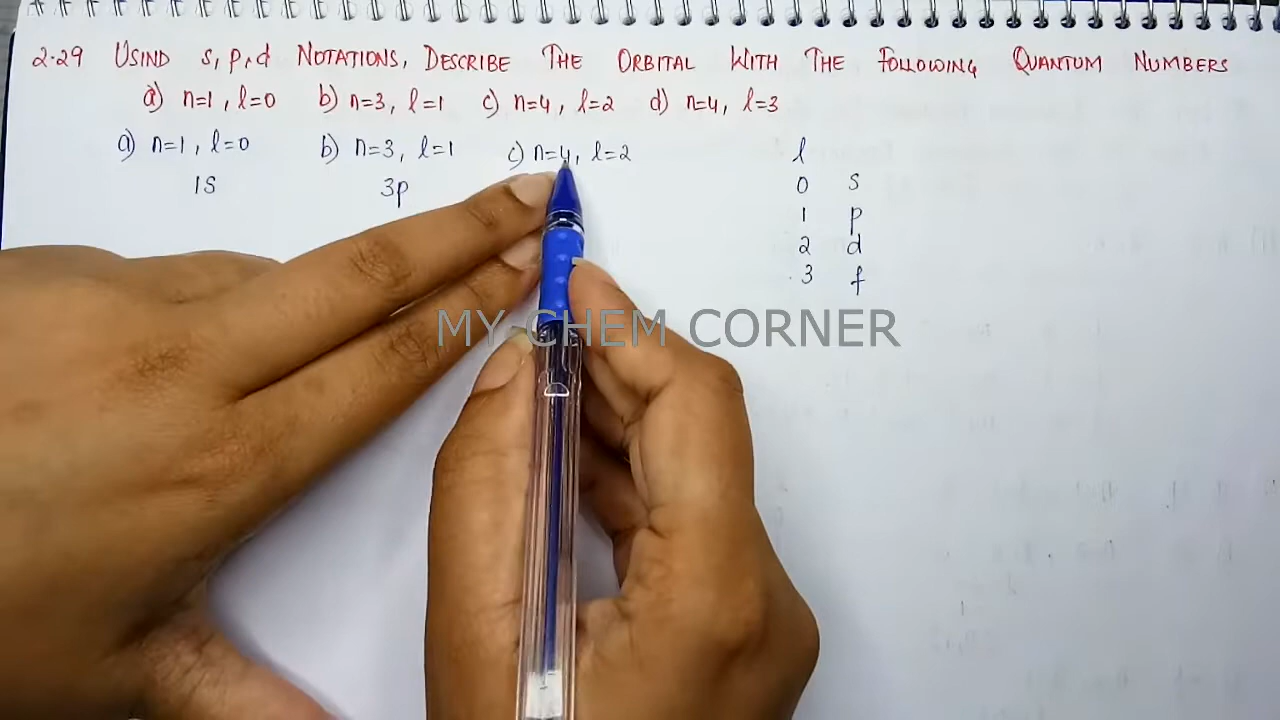 2.29 USIND s, p, d NOTATIONS, DESCRIBE THE ORBITAL WITH THE FOLLOWING QUANTUM NUMBERS
a) n=1, l=0 b) n=3, l=1 c) n=4, l=2 d) n=4, l=3
a) n=1, l=0 b) n=3, l=1 c) n=4, l=2
1S 3p
l
0 s
1 p
2 d
3 f
MY CHEM CORNER